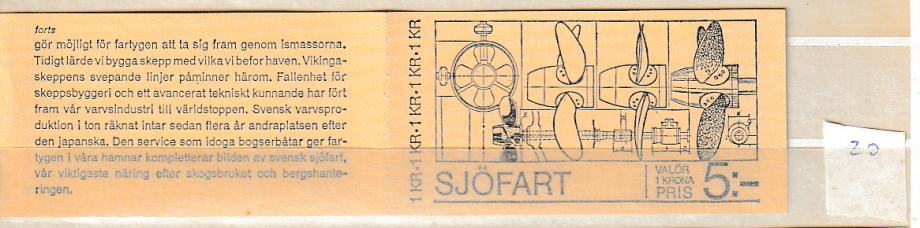 forts
gör möjligt för fartygen att ta sig fram genom ismassorna.
Tidigt lärde vi bygga skepp med vilka vi befor haven. Vikinga-
skeppens svepande linjer påminner härom. Fallenhet för
skeppsbyggeri och ett avancerat tekniskt kunnande har fört
fram vår varvsindustri till världstoppen. Svensk varvspro-
duktion i ton räknat intar sedan flera år andraplatsen efter
den japanska. Den service som idoga bogserbåtar ger far-
tygen i våra hamnar kompletterar bilden av svensk sjöfart,
vår viktigaste näring efter skogsbruket och bergshante-
ringen.
1 KR•1 KR•1 KR•1 KR•1 KR
SJÖFART
VALÖR
1 KRONA
PRIS 5:–
20